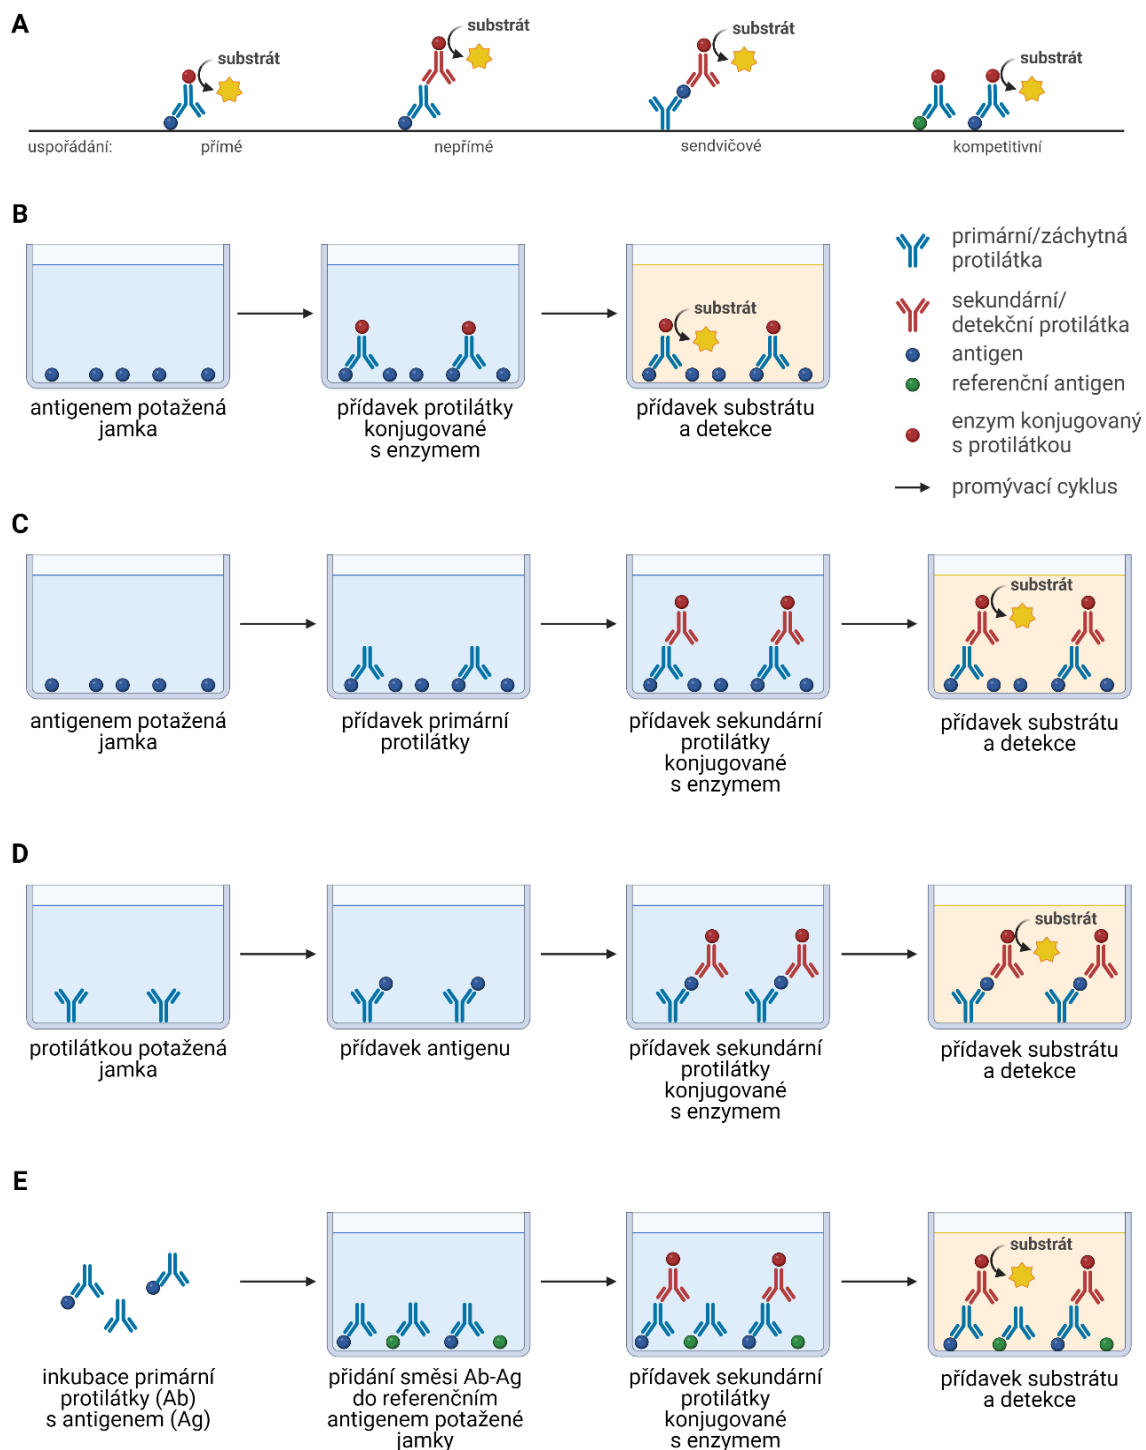 A
substrát
substrát
substrát
substrát
uspořádání:
přímé
nepřímé
sendvičové
kompetitivní
B
substrát
antigenem potažená
jamka
přídavek protilátky
konjugované
s enzymem
přídavek substrátu
a detekce
primární/záchytná
protilátka
sekundární/
detekční protilátka
antigen
referenční antigen
enzym konjugovaný
s protilátkou
promývací cyklus
C
substrát
antigenem potažená
jamka
přídavek primární
protilátky
přídavek sekundární
protilátky
konjugované
s enzymem
přídavek substrátu
a detekce
D
substrát
protilátkou potažená
jamka
přídavek antigenu
přídavek sekundární
protilátky
konjugované
s enzymem
přídavek substrátu
a detekce
E
substrát
inkubace primární
protilátky (Ab)
s antigenem (Ag)
přidání směsi Ab-Ag
do referenčním
antigenem potažené
jamky
přídavek sekundární
protilátky
konjugované
s enzymem
přídavek substrátu
a detekce